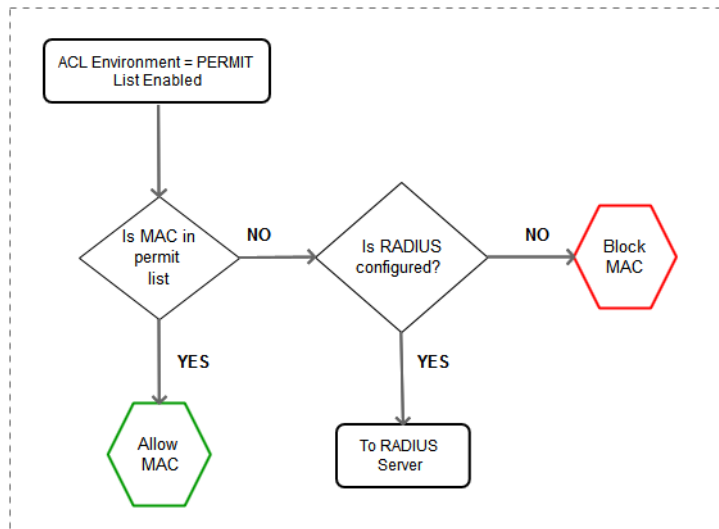 ACL Environment = PERMIT
List Enabled
Is MAC in
permit
list
NO
Is RADIUS
configured?
NO
Block
MAC
YES
YES
Allow
MAC
To RADIUS
Server